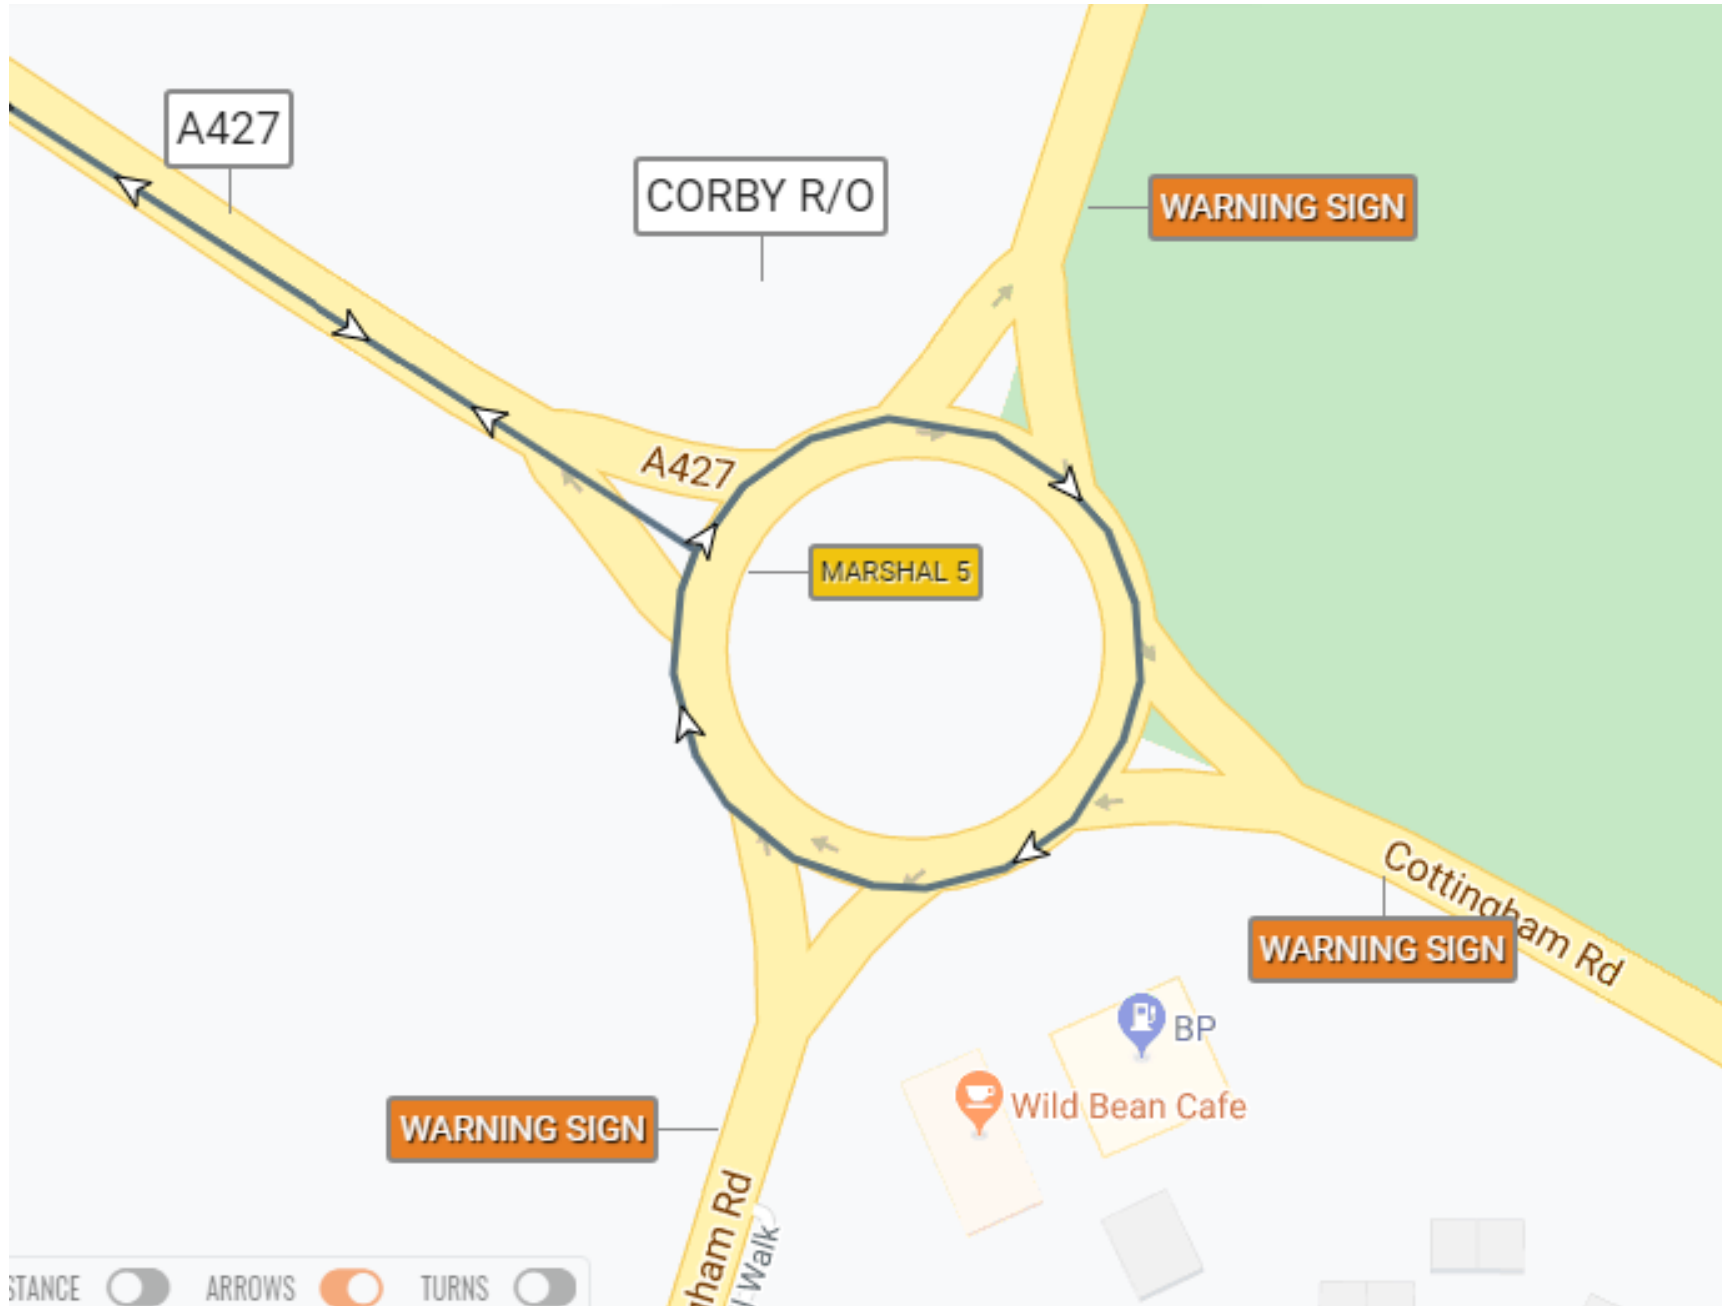 A427
CORBY R/O
WARNING SIGN
A427
MARSHAL 5
Cottingham Rd
WARNING SIGN
BP
Wild Bean Cafe
WARNING SIGN
gham Rd
Walk
STANCE
ARROWS
TURNS